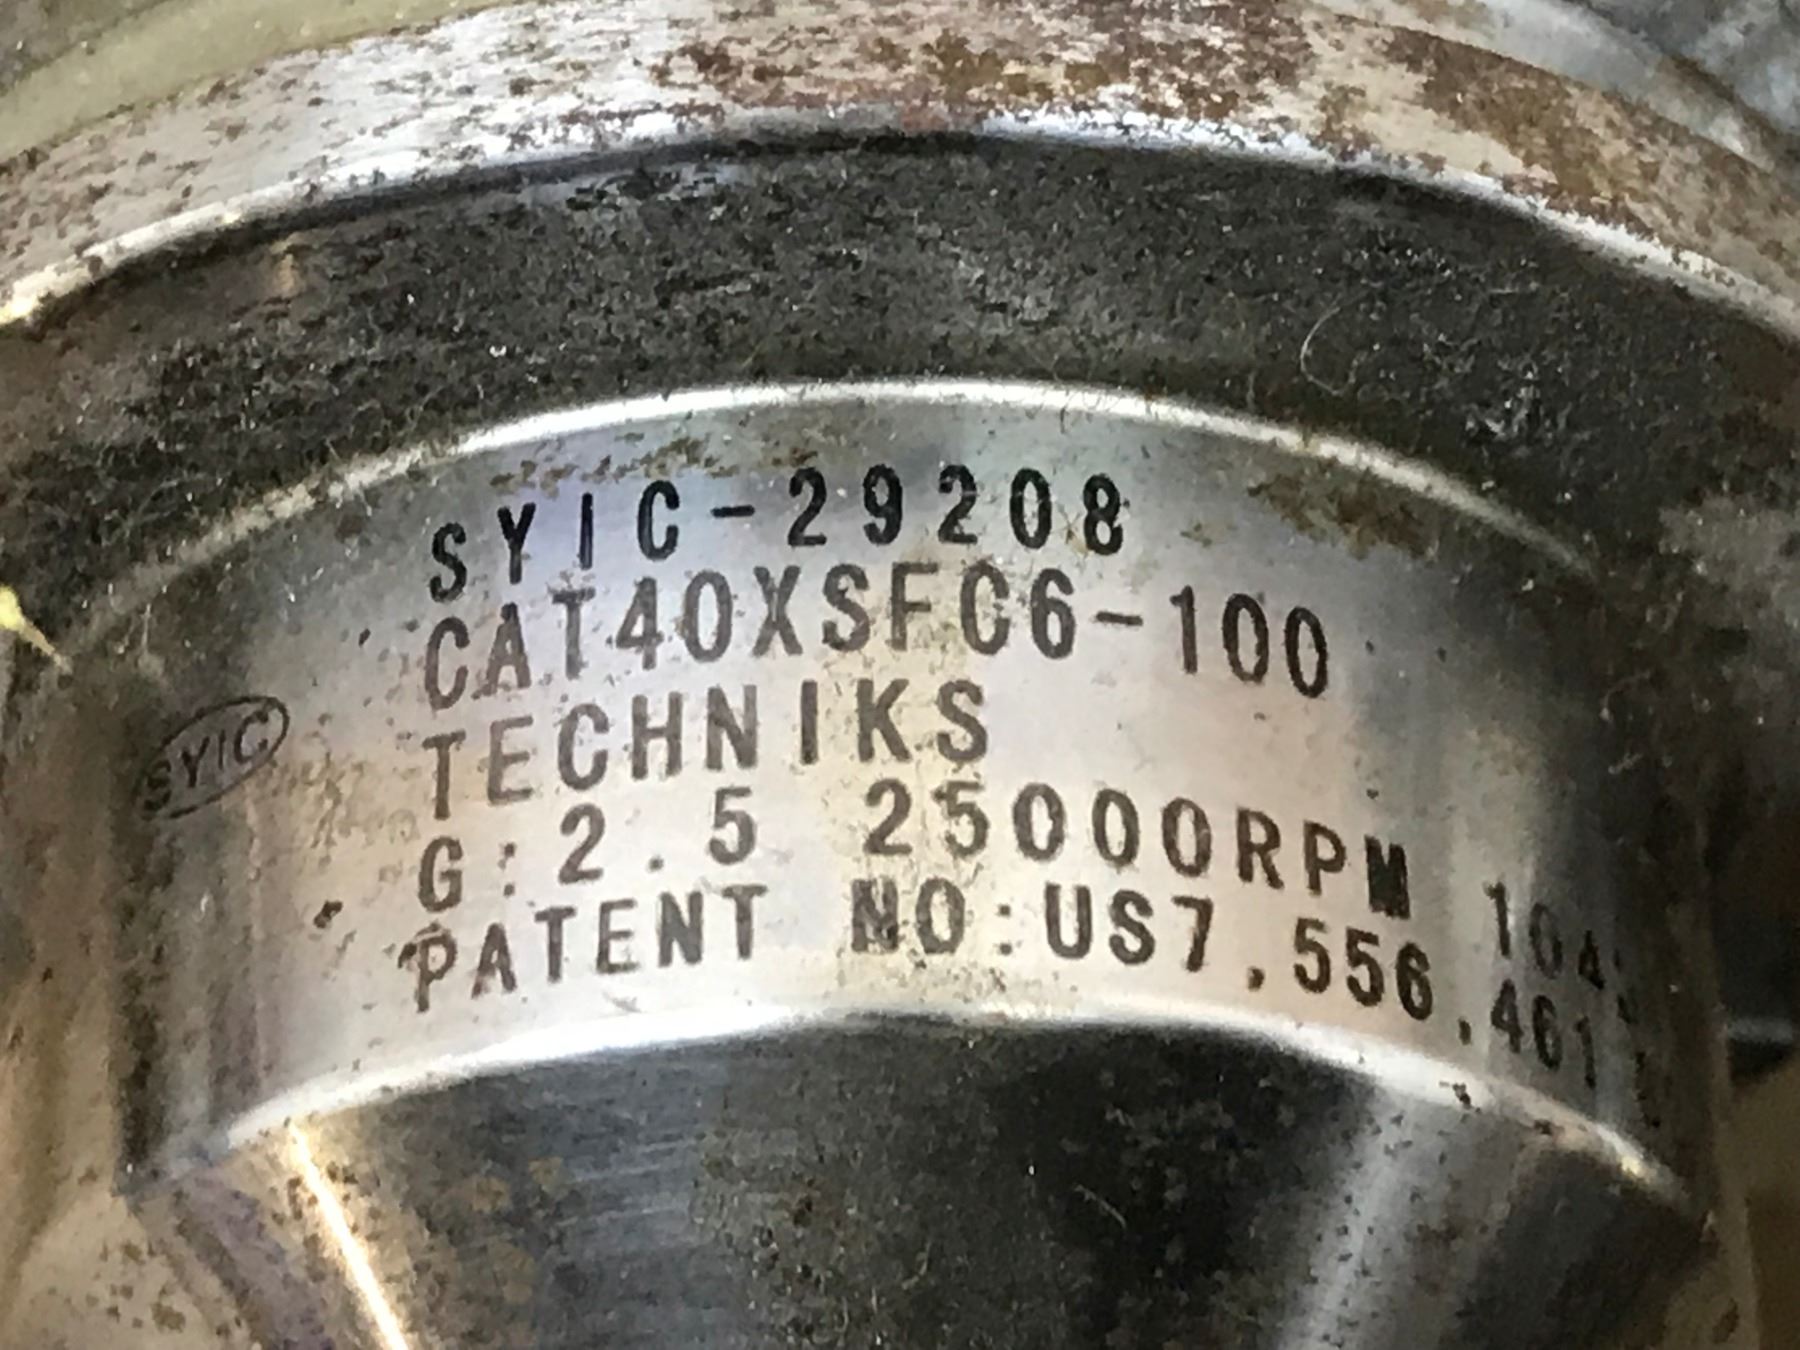 SYIC-29208
CAT40XSFC6-100
TECHNIKS
SYIC
G:2.5 25000RPM
PATENT NO:US7,556,461